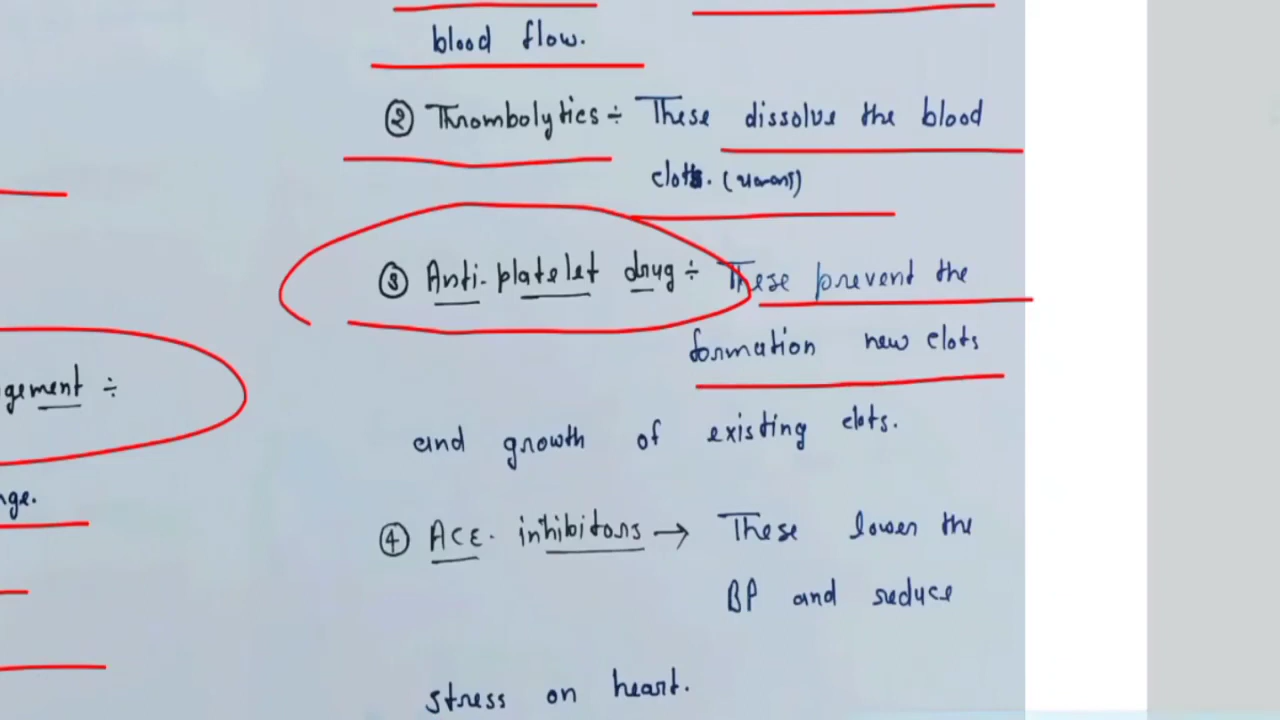 blood flow.
② Thrombolytics ÷ These dissolve the blood
clots.
③ Anti-platelet drug ÷ These prevent the
formation new clots
gement ÷
and growth of existing clots.
nge.
④ ACE. inhibitors → These lower the
BP and reduce
stress on heart.